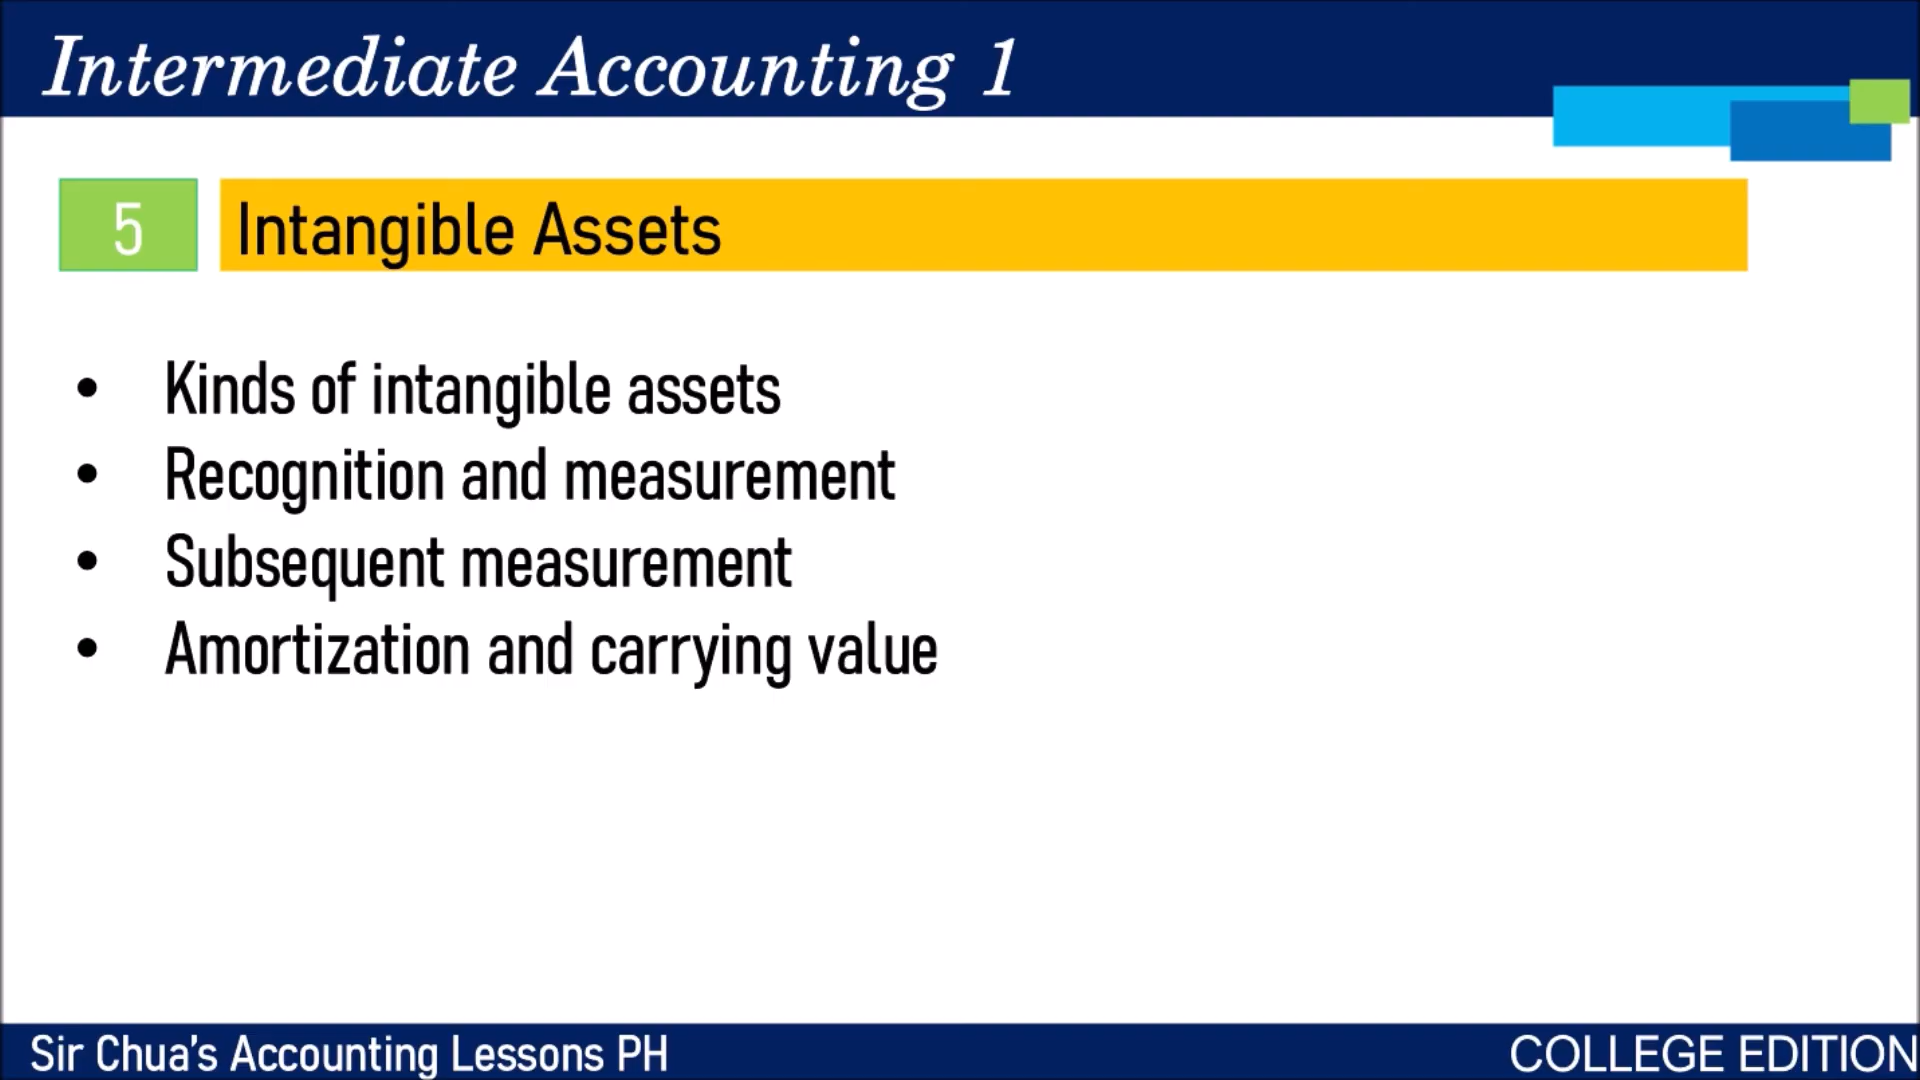 Intermediate Accounting 1
5 Intangible Assets
• Kinds of intangible assets
• Recognition and measurement
• Subsequent measurement
• Amortization and carrying value
Sir Chua's Accounting Lessons PH
COLLEGE EDITION